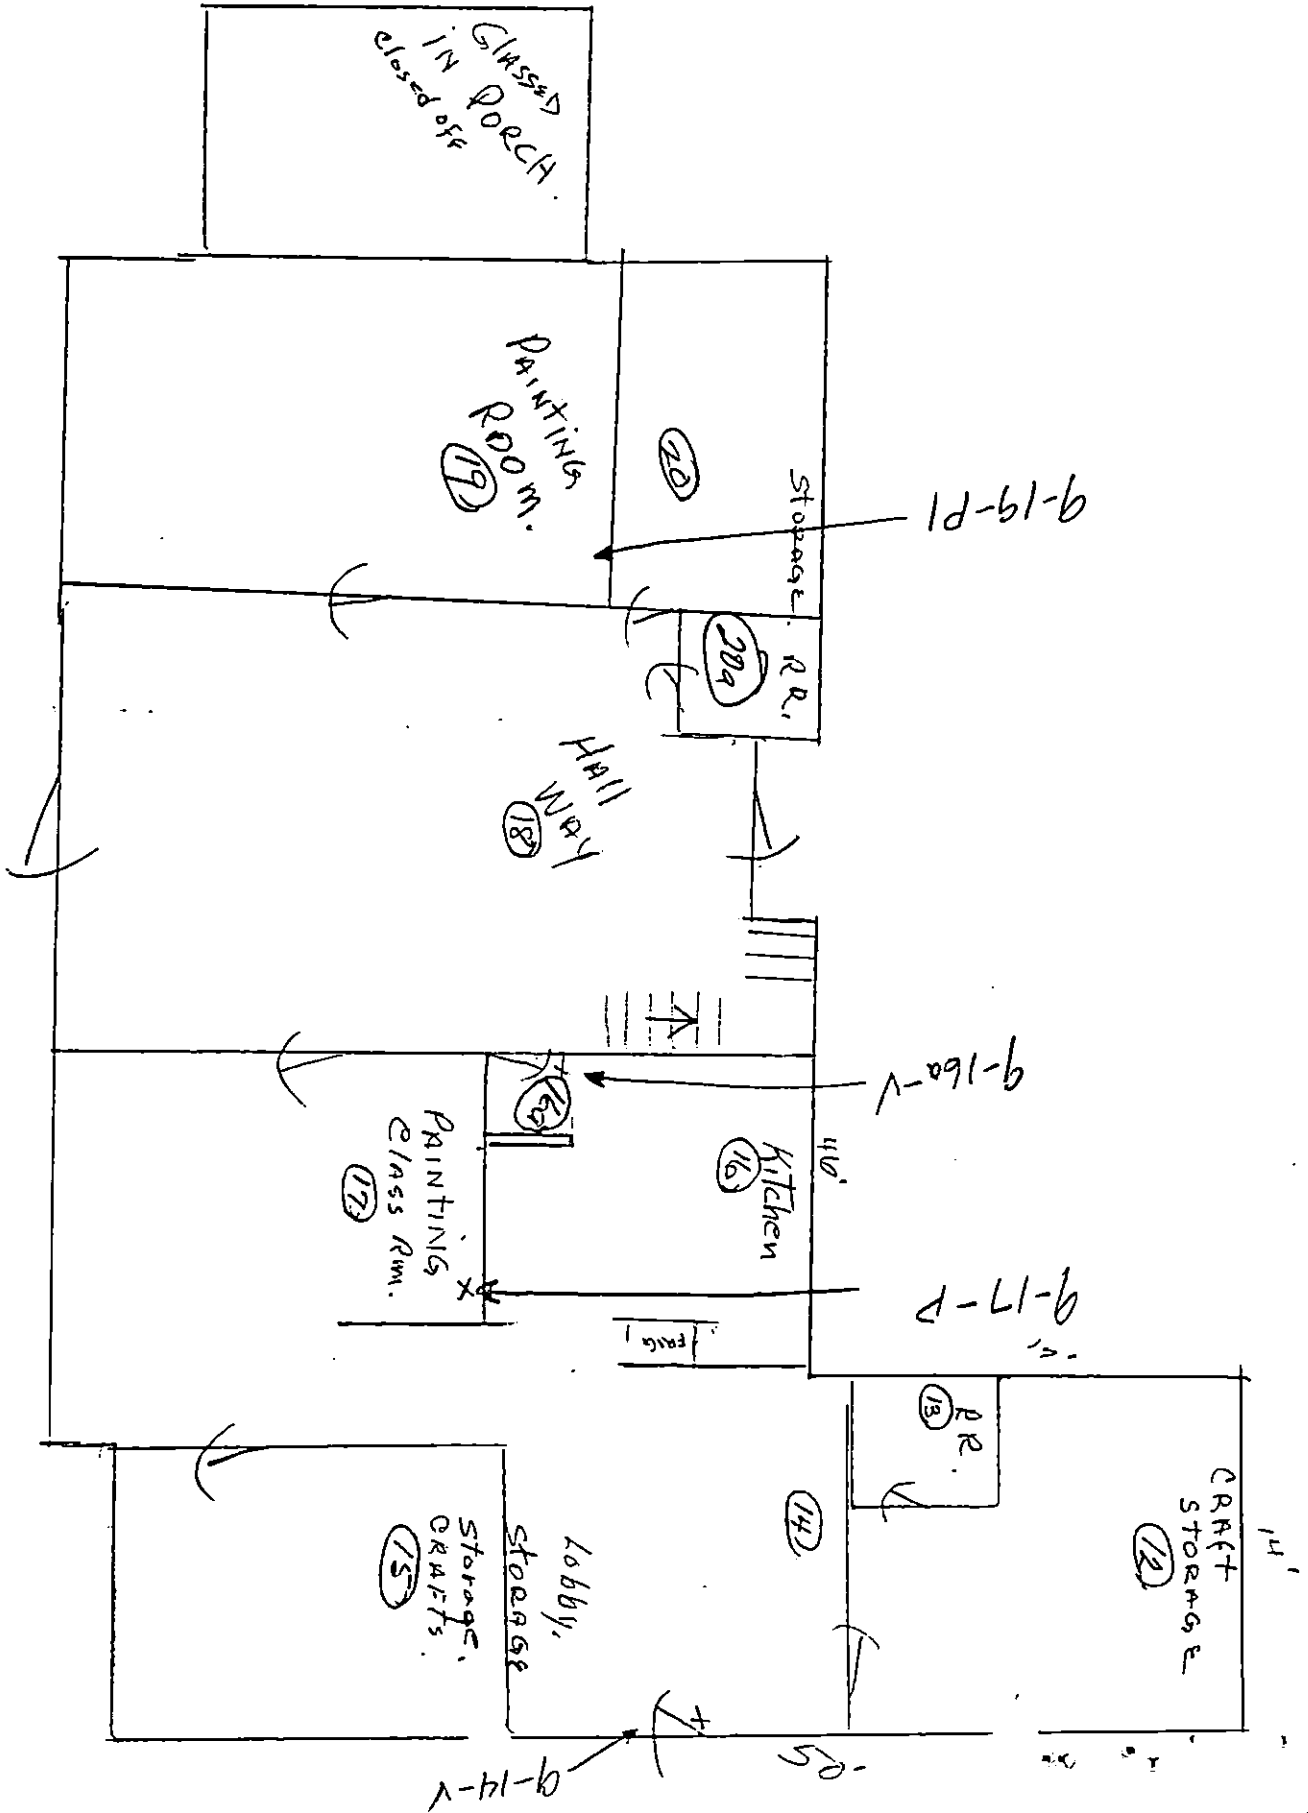 GlASSED
IN PORCH.
closed off
PAINTING
ROOM.
19
20
STORAGE.
R.R.
20a
9-19-P1
HAll
WAY
18
9-16a-V
16a
Kitchen
16
46'
PAINTING
ClASS Rm.
17
X
9-17-P
FRIG
R.R.
13
CRAFT
STORAGE
12
14'
14
Lobby.
STORAGE
Storage.
CRAFTS.
15
9-14-V